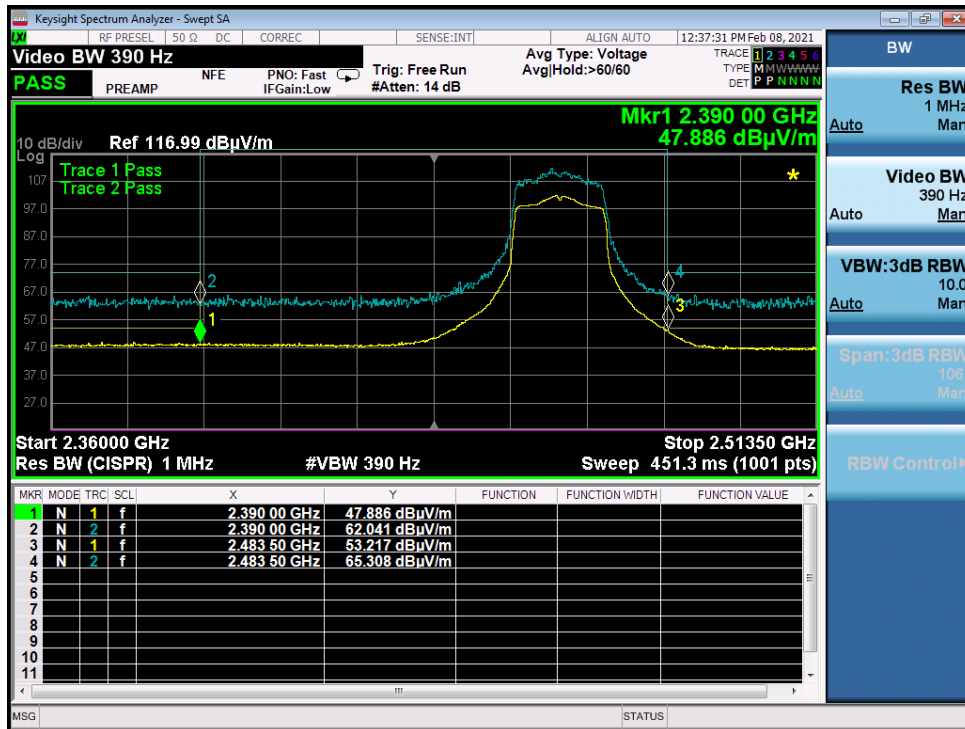 Keysight Spectrum Analyzer - Swept SA
LXI RF PRESEL 50 Ω DC CORREC SENSE:INT ALIGN AUTO 12:37:31 PM Feb 08, 2021
Video BW 390 Hz
PASS
PREAMP
NFE
PNO: Fast
IFGain:Low
Trig: Free Run
#Atten: 14 dB
Avg Type: Voltage
Avg|Hold:>60/60
TRACE 1 2 3 4 5 6
TYPE M M W W W W
DET P P N N N N
Mkr1 2.390 00 GHz
47.886 dBµV/m
10 dB/div Ref 116.99 dBµV/m
Log
Trace 1 Pass
Trace 2 Pass
*
107
97.0
87.0
77.0
67.0
57.0
47.0
37.0
27.0
2
1
4
3
Start 2.36000 GHz Stop 2.51350 GHz
Res BW (CISPR) 1 MHz #VBW 390 Hz Sweep 451.3 ms (1001 pts)
MKR MODE TRC SCL X Y FUNCTION FUNCTION WIDTH FUNCTION VALUE
1 N 1 f 2.390 00 GHz 47.886 dBµV/m
2 N 2 f 2.390 00 GHz 62.041 dBµV/m
3 N 1 f 2.483 50 GHz 53.217 dBµV/m
4 N 2 f 2.483 50 GHz 65.308 dBµV/m
5
6
7
8
9
10
11
MSG STATUS
BW
Res BW
1 MHz
Auto Man
Video BW
390 Hz
Auto Man
VBW:3dB RBW
10.0
Auto Man
Span:3dB RBW
106
Auto Man
RBW Control